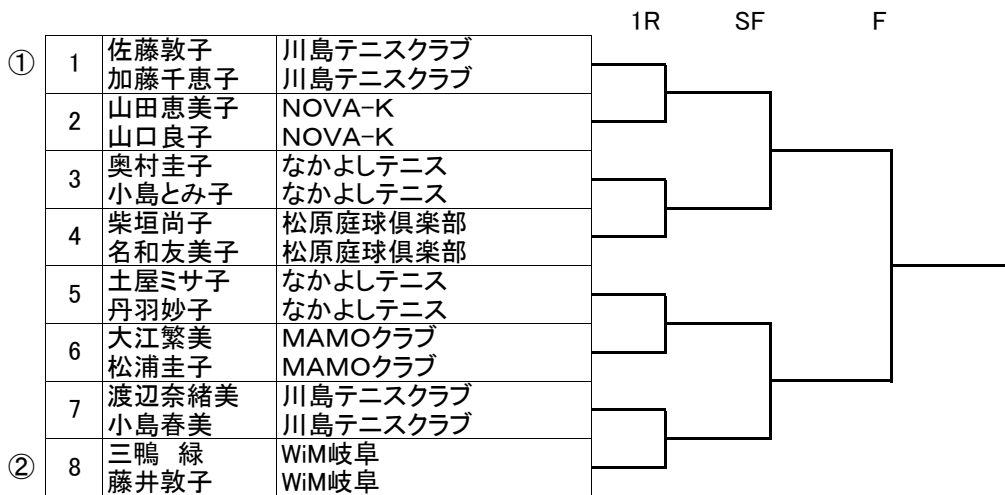 1R SF F
① 1 佐藤敦子 川島テニスクラブ
加藤千恵子 川島テニスクラブ
2 山田恵美子 NOVA-K
山口良子 NOVA-K
3 奥村圭子 なかよしテニス
小島とみ子 なかよしテニス
4 柴垣尚子 松原庭球倶楽部
名和友美子 松原庭球倶楽部
5 土屋ミサ子 なかよしテニス
丹羽妙子 なかよしテニス
6 大江繁美 MAMOクラブ
松浦圭子 MAMOクラブ
7 渡辺奈緒美 川島テニスクラブ
小島春美 川島テニスクラブ
② 8 三鴨 緑 WiM岐阜
藤井敦子 WiM岐阜